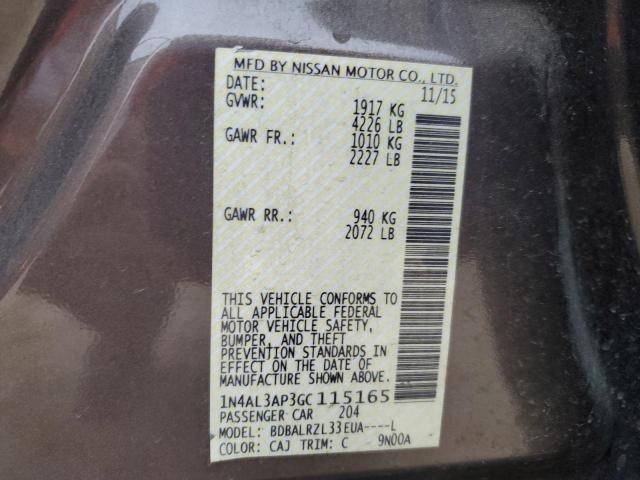 MFD BY NISSAN MOTOR CO., LTD.
DATE: 11/15
GVWR: 1917 KG
4226 LB
GAWR FR.: 1010 KG
2227 LB
GAWR RR.: 940 KG
2072 LB
THIS VEHICLE CONFORMS TO
ALL APPLICABLE FEDERAL
MOTOR VEHICLE SAFETY,
BUMPER, AND THEFT
PREVENTION STANDARDS IN
EFFECT ON THE DATE OF
MANUFACTURE SHOWN ABOVE.
1N4AL3AP3GC115165
PASSENGER CAR 204
MODEL: BDBALRZL33EUA----L
COLOR: CAJ TRIM: C 9N00A